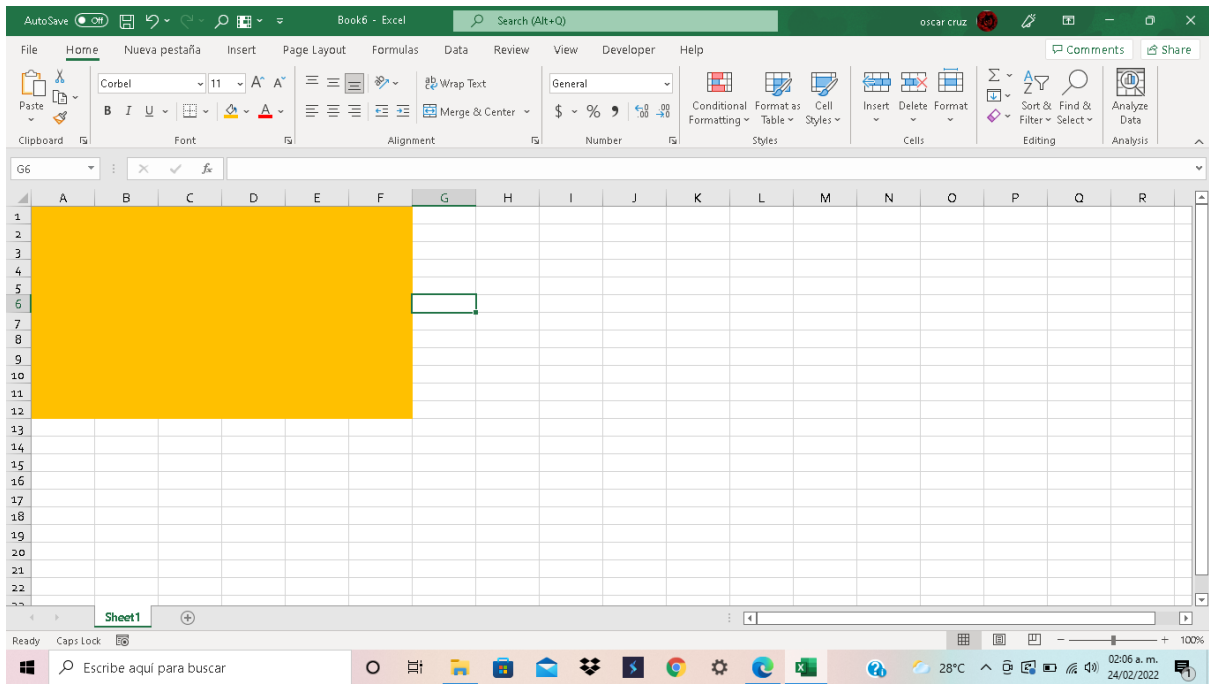 AutoSave Off Book6 - Excel Search (Alt+Q) oscar cruz
File Home Nueva pestaña Insert Page Layout Formulas Data Review View Developer Help Comments Share
Paste Corbel 11 A^ A˅ Wrap Text General Conditional Formatting Format as Table Cell Styles Insert Delete Format Sort & Filter Find & Select Analyze Data
B I U A Merge & Center $ % 9
Clipboard Font Alignment Number Styles Cells Editing Analysis
G6 fx
A B C D E F G H I J K L M N O P Q R
1
2
3
4
5
6
7
8
9
10
11
12
13
14
15
16
17
18
19
20
21
22
Sheet1
Ready Caps Lock 100%
Escribe aquí para buscar 28°C 02:06 a. m.
24/02/2022